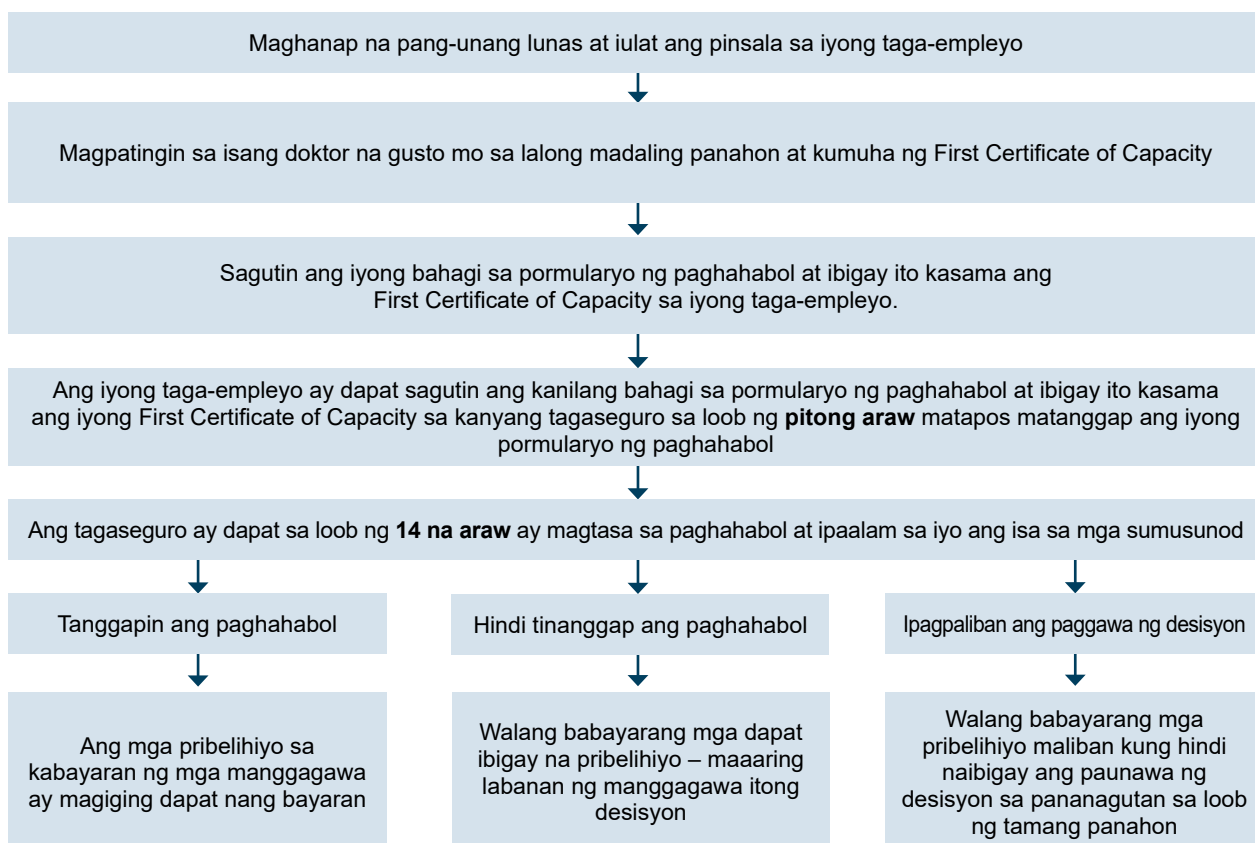 Maghanap na pang-unang lunas at iulat ang pinsala sa iyong taga-empleyo
Magpatingin sa isang doktor na gusto mo sa lalong madaling panahon at kumuha ng First Certificate of Capacity
Sagutin ang iyong bahagi sa pormularyo ng paghahabol at ibigay ito kasama ang
First Certificate of Capacity sa iyong taga-empleyo.
Ang iyong taga-empleyo ay dapat sagutin ang kanilang bahagi sa pormularyo ng paghahabol at ibigay ito kasama
ang iyong First Certificate of Capacity sa kanyang tagaseguro sa loob ng pitong araw matapos matanggap ang iyong
pormularyo ng paghahabol
Ang tagaseguro ay dapat sa loob ng 14 na araw ay magtasa sa paghahabol at ipaalam sa iyo ang isa sa mga sumusunod
Tanggapin ang paghahabol
Hindi tinanggap ang paghahabol
Ipagpaliban ang paggawa ng desisyon
Ang mga pribelihiyo sa
kabayaran ng mga manggagawa
ay magiging dapat nang bayaran
Walang babayarang mga dapat
ibigay na pribelihiyo – maaaring
labanan ng manggagawa itong
desisyon
Walang babayarang mga
pribelihiyo maliban kung hindi
naibigay ang paunawa ng
desisyon sa pananagutan sa loob
ng tamang panahon